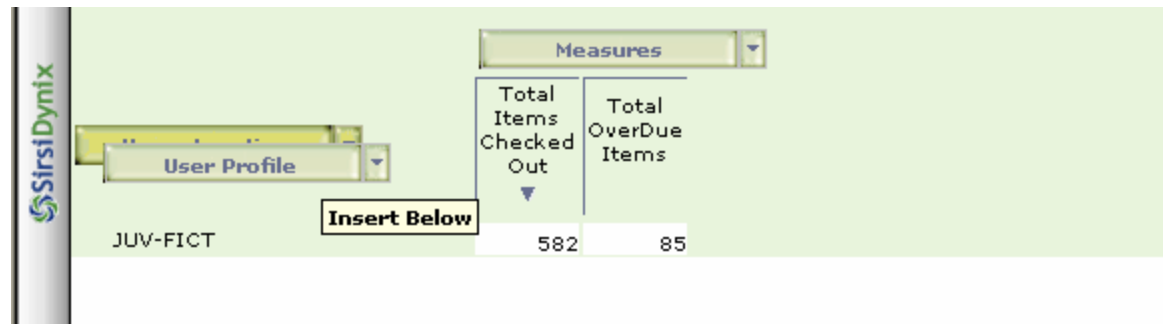 SirsiDynix
Measures
Total
Items
Checked
Out
Total
OverDue
Items
User Profile
Insert Below
JUV-FICT
582
85